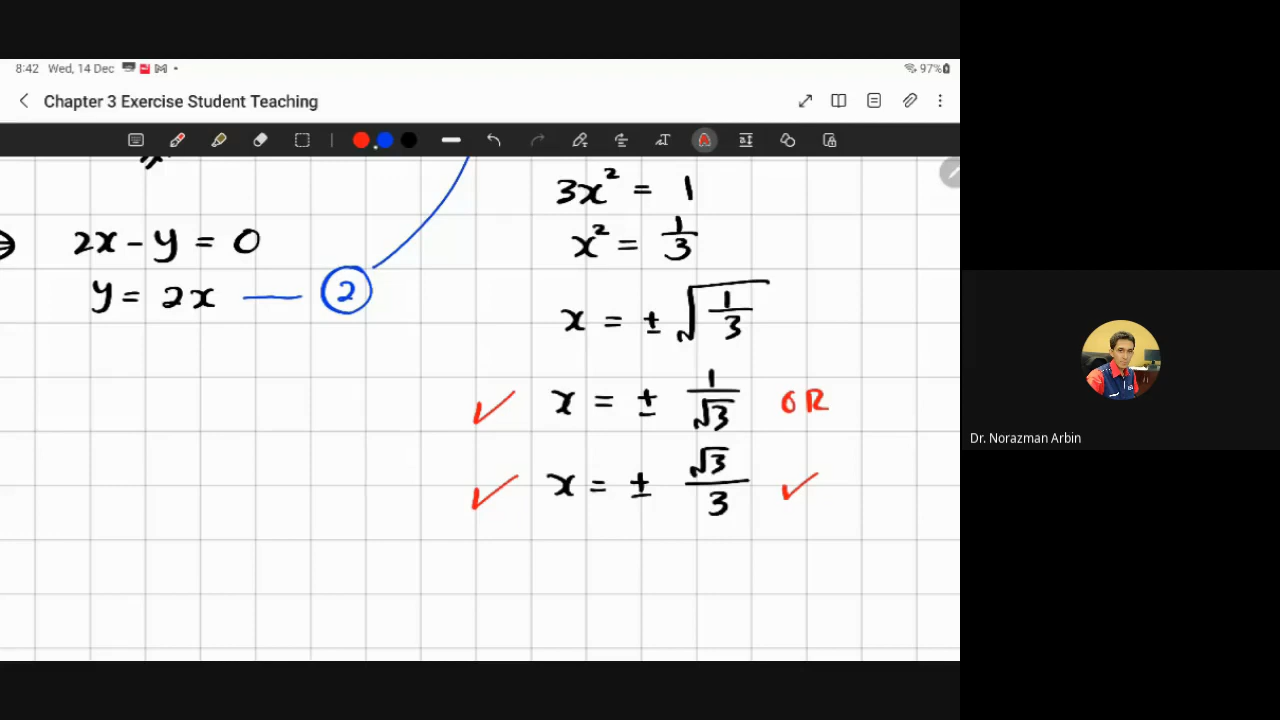 8:42 Wed, 14 Dec
97%
Chapter 3 Exercise Student Teaching
2x - y = 0
y = 2x — 2
3x² = 1
x² = 1/3
x = ± √(1/3)
✓ x = ± 1/√3 OR
✓ x = ± √3/3 ✓
Dr. Norazman Arbin